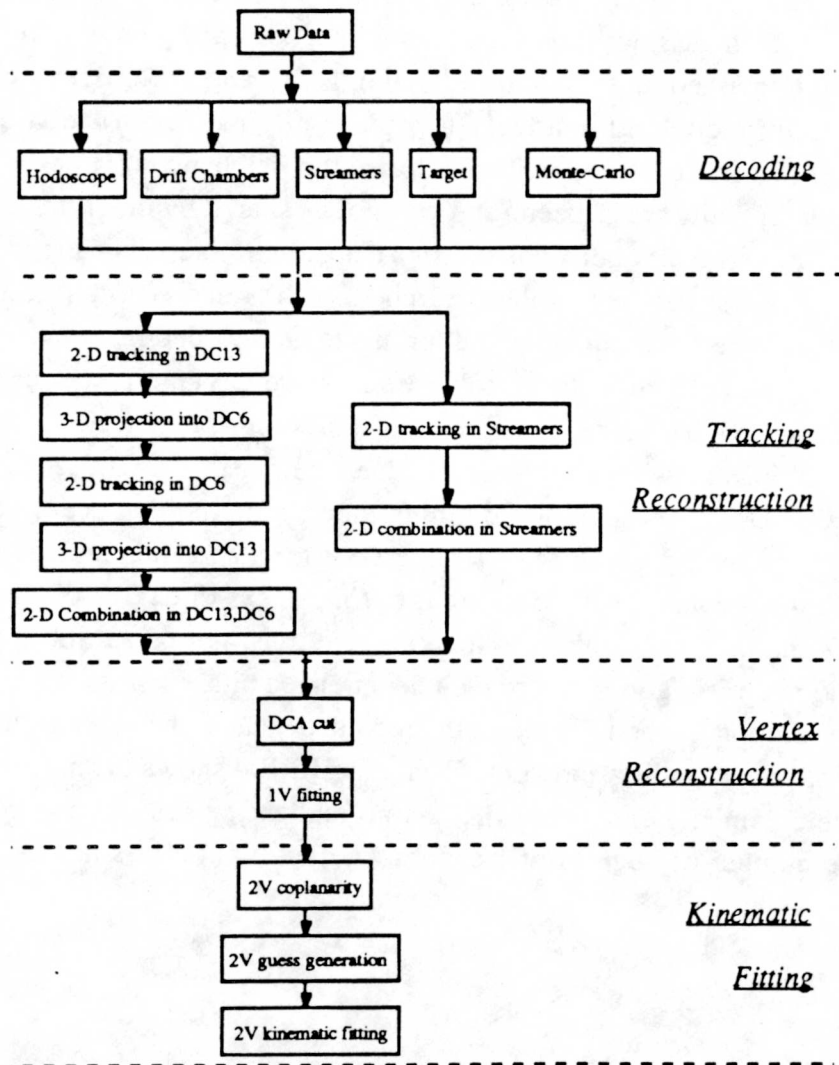 Raw Data
Hodoscope
Drift Chambers
Streamers
Target
Monte-Carlo
Decoding
2-D tracking in DC13
3-D projection into DC6
2-D tracking in DC6
3-D projection into DC13
2-D Combination in DC13,DC6
2-D tracking in Streamers
2-D combination in Streamers
Tracking
Reconstruction
DCA cut
1V fitting
Vertex
Reconstruction
2V coplanarity
2V guess generation
2V kinematic fitting
Kinematic
Fitting